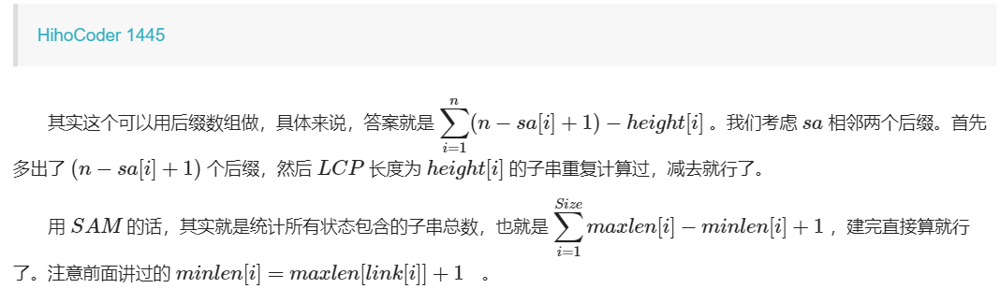 HihoCoder 1445
其实这个可以用后缀数组做，具体来说，答案就是 $\sum_{i=1}^{n}(n-sa[i]+1)-height[i]$ 。我们考虑 $sa$ 相邻两个后缀。首先
多出了 $(n-sa[i]+1)$ 个后缀，然后 $LCP$ 长度为 $height[i]$ 的子串重复计算过，减去就行了。
用 $SAM$ 的话，其实就是统计所有状态包含的子串总数，也就是 $\sum_{i=1}^{Size}maxlen[i]-minlen[i]+1$ ，建完直接算就行
了。注意前面讲过的 $minlen[i]=maxlen[link[i]]+1$ 。